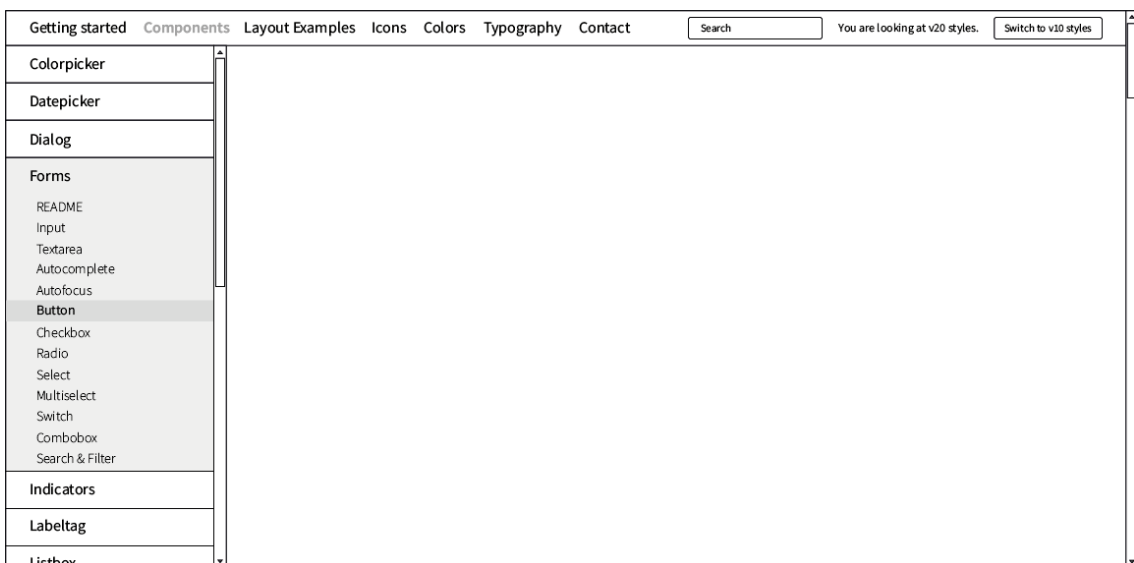 Getting started Components Layout Examples Icons Colors Typography Contact Search You are looking at v20 styles. Switch to v10 styles
Colorpicker
Datepicker
Dialog
Forms
README
Input
Textarea
Autocomplete
Autofocus
Button
Checkbox
Radio
Select
Multiselect
Switch
Combobox
Search & Filter
Indicators
Labeltag
Listbox